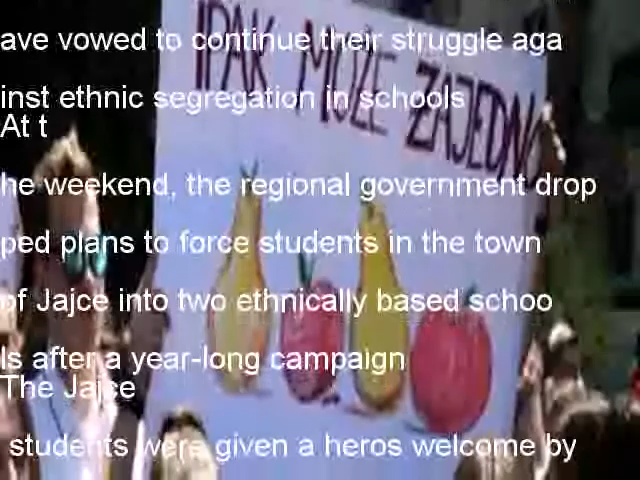 IPAK MOŽE ZAJEDNO
ave vowed to continue their struggle aga
inst ethnic segregation in schools
At t
he weekend, the regional government drop
ped plans to force students in the town
of Jajce into two ethnically based schoo
ls after a year-long campaign
The Jajce
students were given a heros welcome by